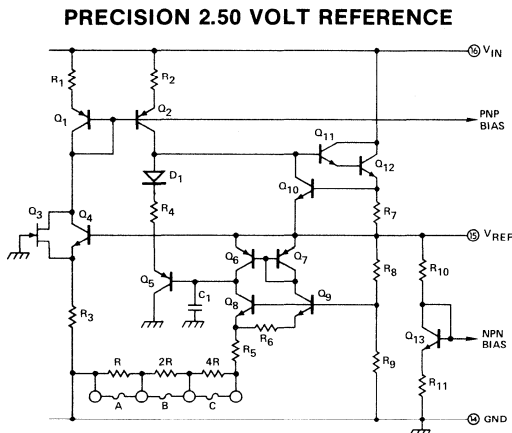 PRECISION 2.50 VOLT REFERENCE
16 VIN
R1
R2
Q1
Q2
PNP
BIAS
Q11
Q12
D1
Q10
Q3
Q4
R4
R7
15 VREF
Q6
Q7
R8
R10
Q5
C1
Q8
Q9
R3
R6
Q13
NPN
BIAS
R5
R9
R11
R
2R
4R
A
B
C
14 GND